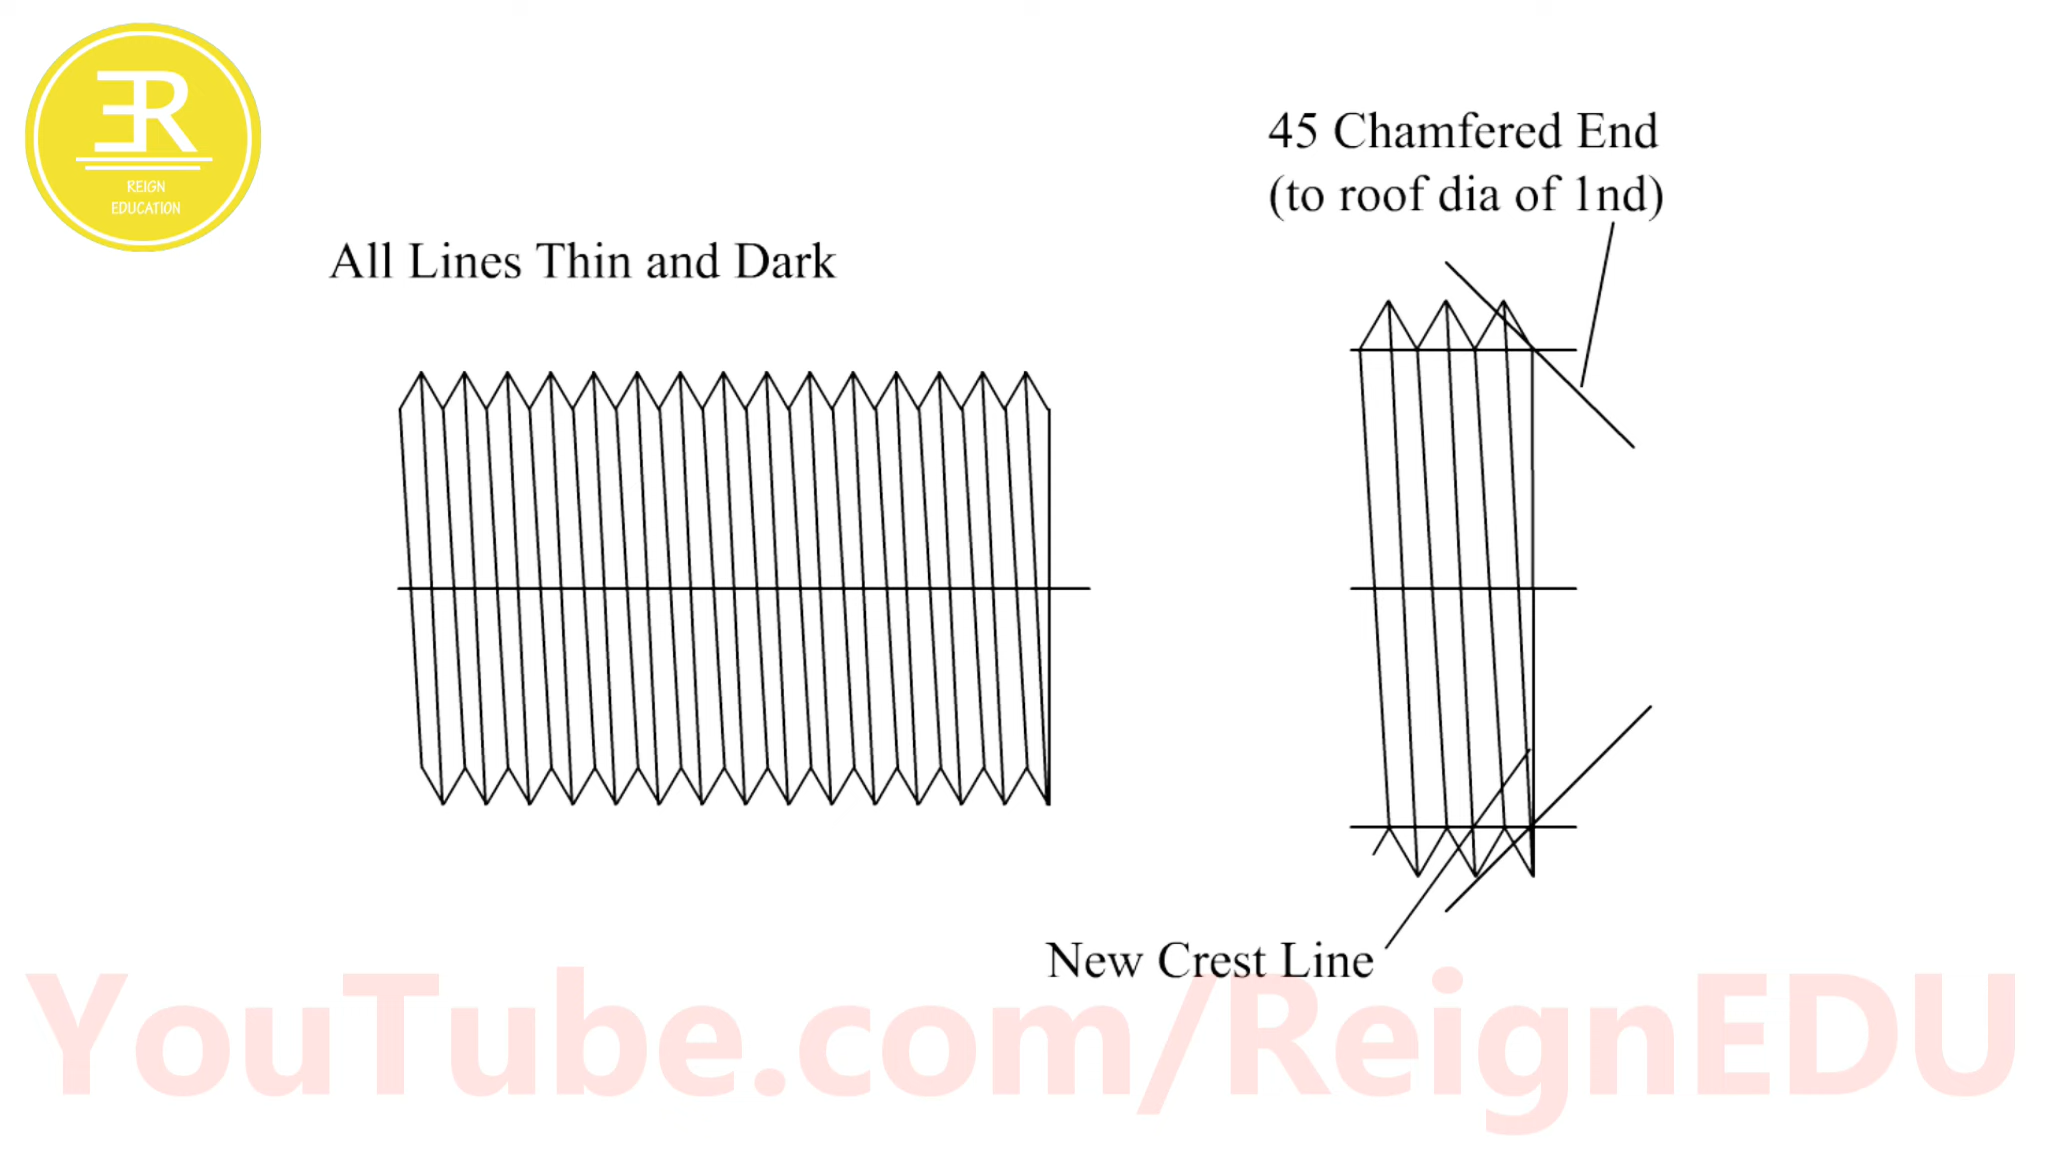 ER
REIGN
EDUCATION
All Lines Thin and Dark
45 Chamfered End
(to roof dia of 1nd)
New Crest Line
YouTube.com/ReignEDU